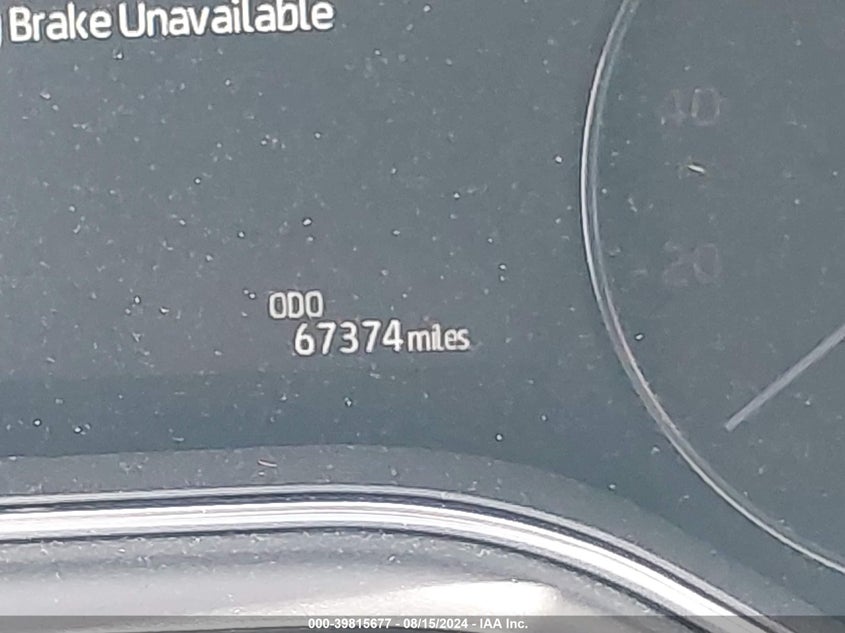 Brake Unavailable
40
20
ODO
67374 miles
000-39815677 - 08/15/2024 - IAA Inc.